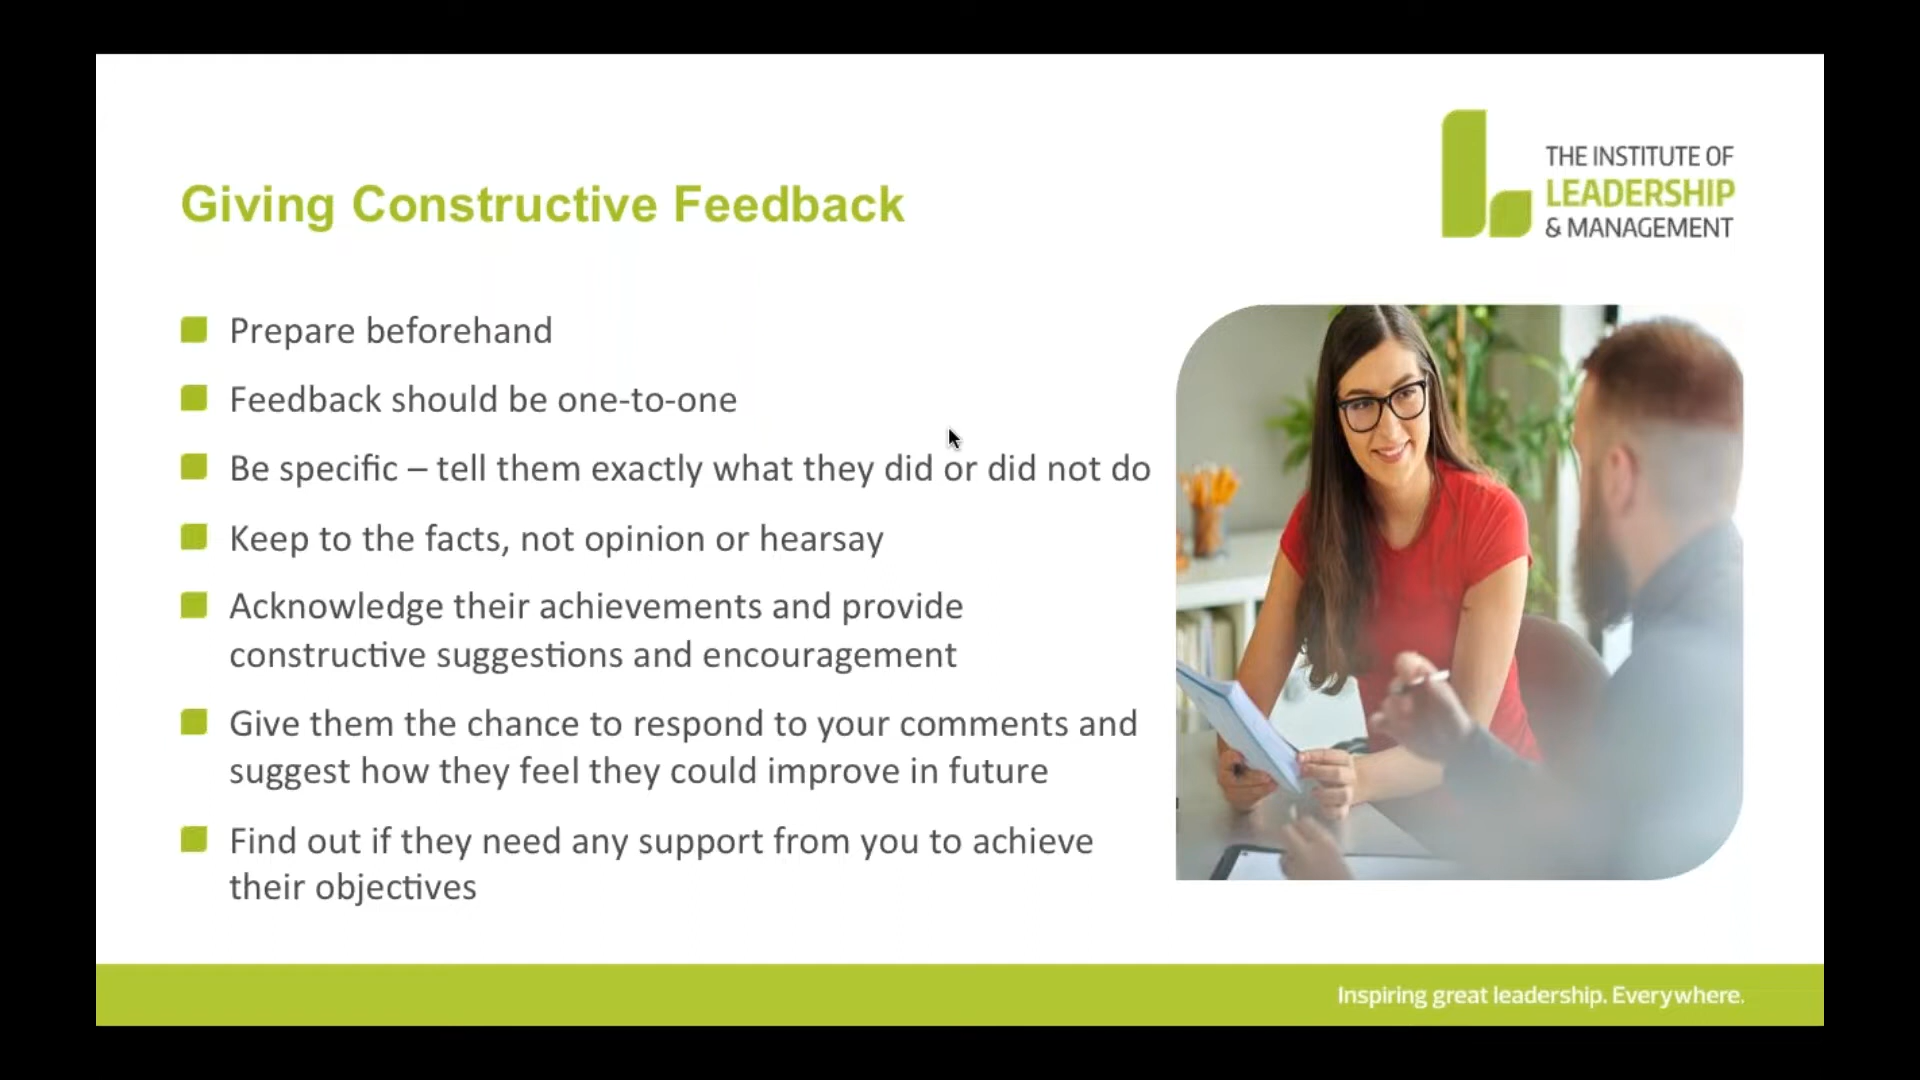 THE INSTITUTE OF
LEADERSHIP
& MANAGEMENT
Giving Constructive Feedback
Prepare beforehand
Feedback should be one-to-one
Be specific – tell them exactly what they did or did not do
Keep to the facts, not opinion or hearsay
Acknowledge their achievements and provide
constructive suggestions and encouragement
Give them the chance to respond to your comments and
suggest how they feel they could improve in future
Find out if they need any support from you to achieve
their objectives
Inspiring great leadership. Everywhere.